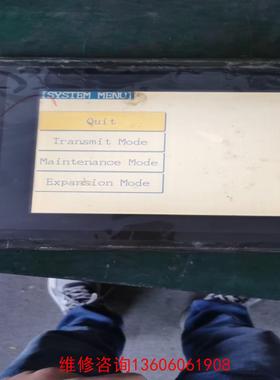 [SYSTEM MENU]
Quit
Transmit Mode
Maintenance Mode
Expansion Mode
维修咨询13606061908